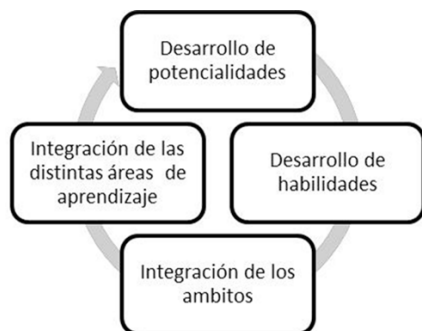 Desarrollo de
potencialidades
Desarrollo de
habilidades
Integración de los
ambitos
Integración de las
distintas áreas de
aprendizaje